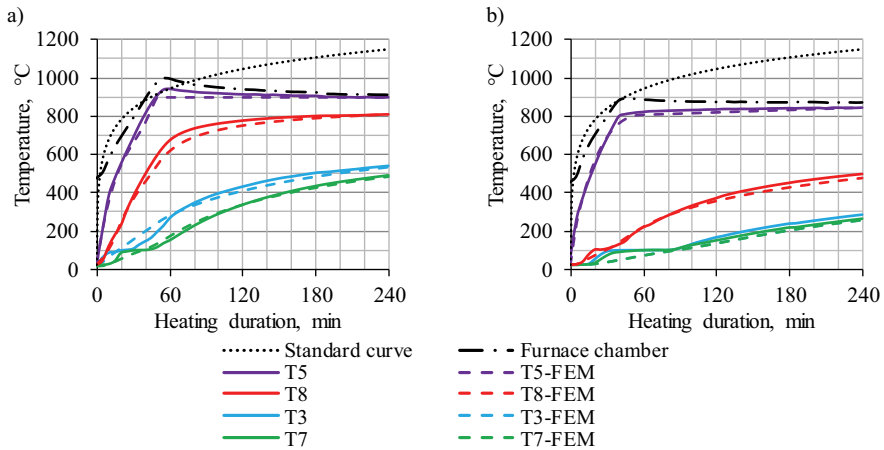 a)
b)
Temperature, °C
1200
1000
800
600
400
200
0
0 60 120 180 240
Heating duration, min
Temperature, °C
1200
1000
800
600
400
200
0
0 60 120 180 240
Heating duration, min
Standard curve
Furnace chamber
T5
T5-FEM
T8
T8-FEM
T3
T3-FEM
T7
T7-FEM